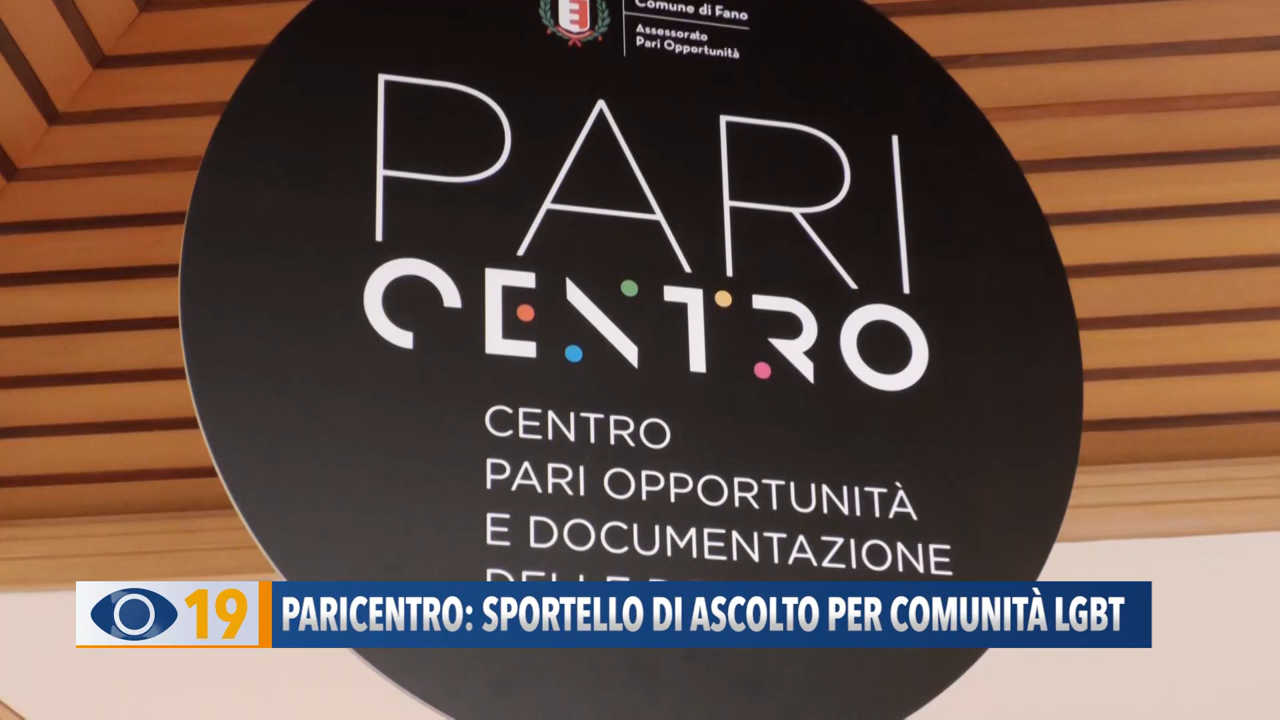 Comune di Fano
Assessorato
Pari Opportunità
PARI
CENTRO
CENTRO
PARI OPPORTUNITÀ
E DOCUMENTAZIONE
19
PARICENTRO: SPORTELLO DI ASCOLTO PER COMUNITÀ LGBT